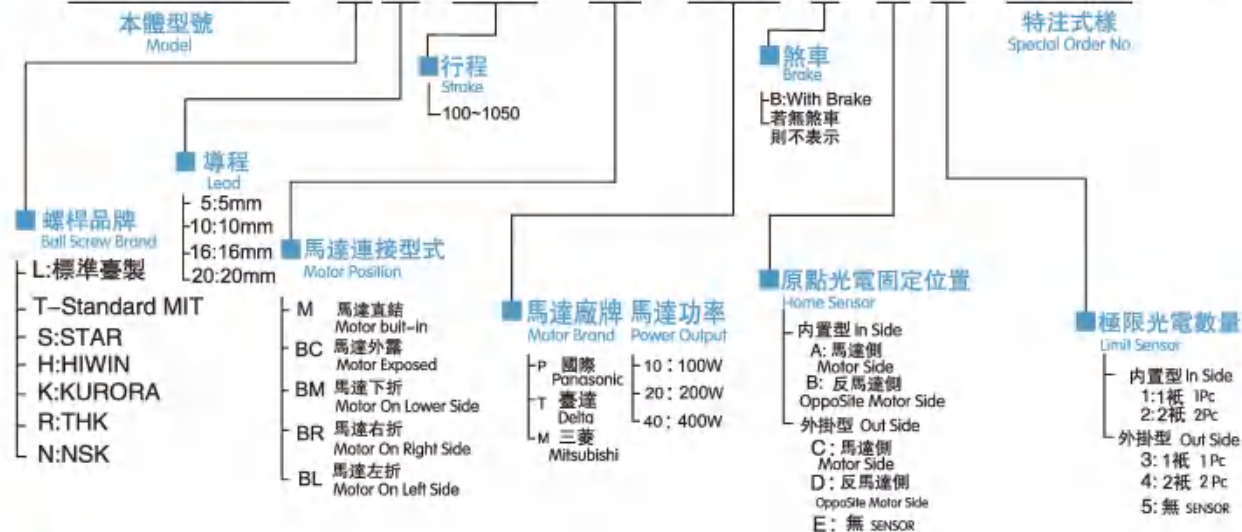 本體型號
Model
特注式樣
Special Order No.
煞車
Brake
B:With Brake
若無煞車
則不表示
行程
Stroke
100~1050
導程
Lead
5:5mm
10:10mm
16:16mm
20:20mm
螺桿品牌
Ball Screw Brand
L:標準臺製
T-Standard MIT
S:STAR
H:HIWIN
K:KURORA
R:THK
N:NSK
馬達連接型式
Motor Position
M 馬達直結
Motor buit-in
BC 馬達外露
Motor Exposed
BM 馬達下折
Motor On Lower Side
BR 馬達右折
Motor On Right Side
BL 馬達左折
Motor On Left Side
馬達廠牌 馬達功率
Motor Brand Power Output
P 國際
Panasonic
T 臺達
Delta
M 三菱
Mitsubishi
10:100W
20:200W
40:400W
原點光電固定位置
Home Sensor
内置型 In Side
A: 馬達側
Motor Side
B: 反馬達側
OppoSite Motor Side
外掛型 Out Side
C: 馬達側
Motor Side
D: 反馬達側
OppoSite Motor Side
E: 無 SENSOR
極限光電數量
Limit Sensor
内置型 In Side
1:1祇 1Pc
2:2祇 2Pc
外掛型 Out Side
3:1祇 1Pc
4:2祇 2Pc
5:無 SENSOR